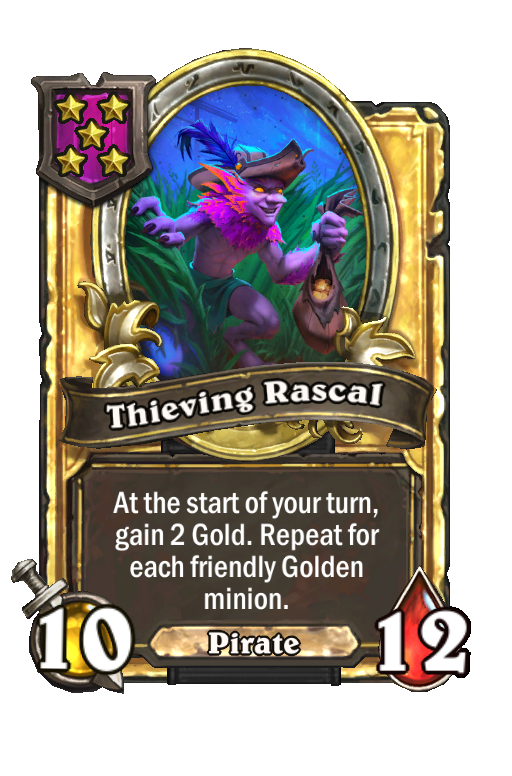 Thieving Rascal
At the start of your turn,
gain 2 Gold. Repeat for
each friendly Golden
minion.
10
Pirate
12